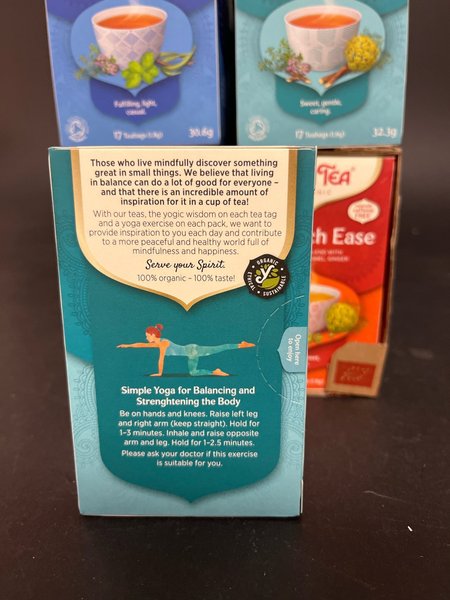 Fulfilling, light,
casual.
17 Teabags
30.6g
Sweet, gentle,
caring.
17 Teabags
32.3g
Those who live mindfully discover something
great in small things. We believe that living
in balance can do a lot of good for everyone –
and that there is an incredible amount of
inspiration for it in a cup of tea!
With our teas, the yogic wisdom on each tea tag
and a yoga exercise on each pack, we want to
provide inspiration to you each day and contribute
to a more peaceful and healthy world full of
mindfulness and happiness.
Serve your Spirit.
100% organic – 100% taste!
ORGANIC
ETHICAL
SUSTAINABLE
Open here
to enjoy
Simple Yoga for Balancing and
Strenghtening the Body
Be on hands and knees. Raise left leg
and right arm (keep straight). Hold for
1–3 minutes. Inhale and raise opposite
arm and leg. Hold for 1–2.5 minutes.
Please ask your doctor if this exercise
is suitable for you.
TEA
Ease
GINGER